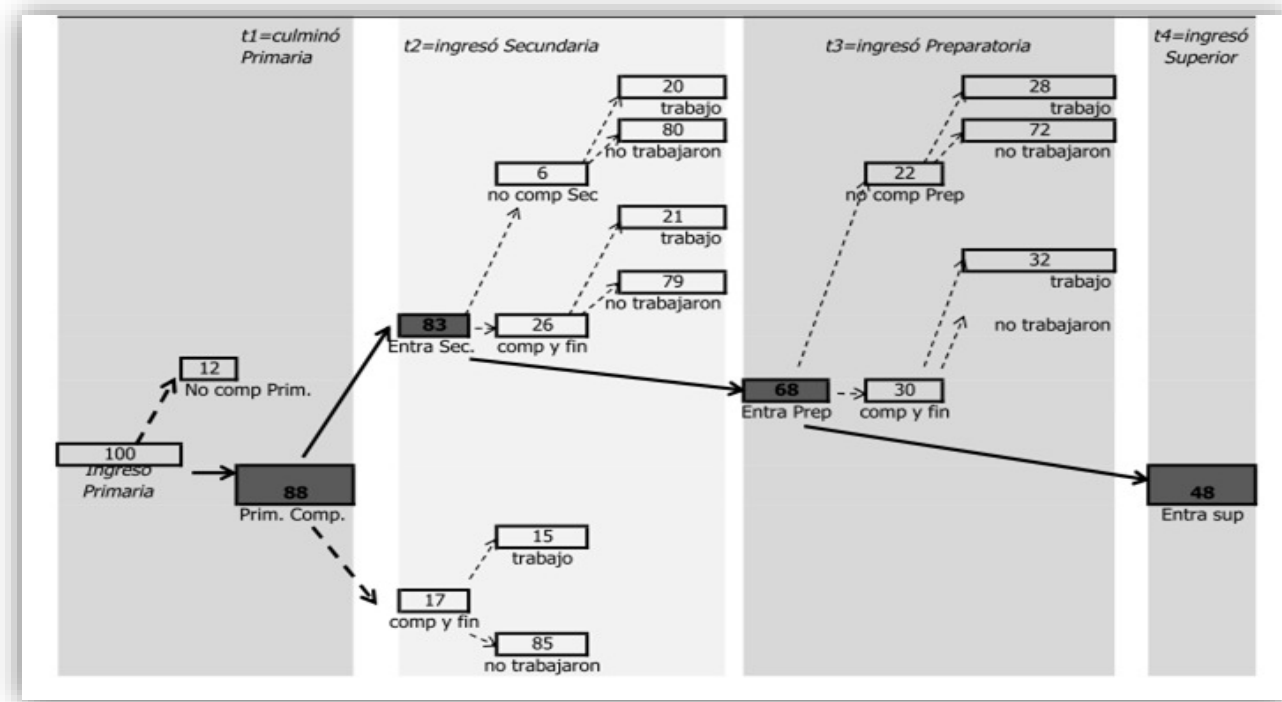 t1=culminó
Primaria
t2=ingresó Secundaria
t3=ingresó Preparatoria
t4=ingresó
Superior
20
trabajo
80
no trabajaron
6
no comp Sec
21
trabajo
79
no trabajaron
83
Entra Sec.
26
comp y fin
28
trabajo
72
no trabajaron
22
no comp Prep
32
trabajo
no trabajaron
12
No comp Prim.
68
Entra Prep
30
comp y fin
100
Ingreso
Primaria
88
Prim. Comp.
48
Entra sup
15
trabajo
17
comp y fin
85
no trabajaron